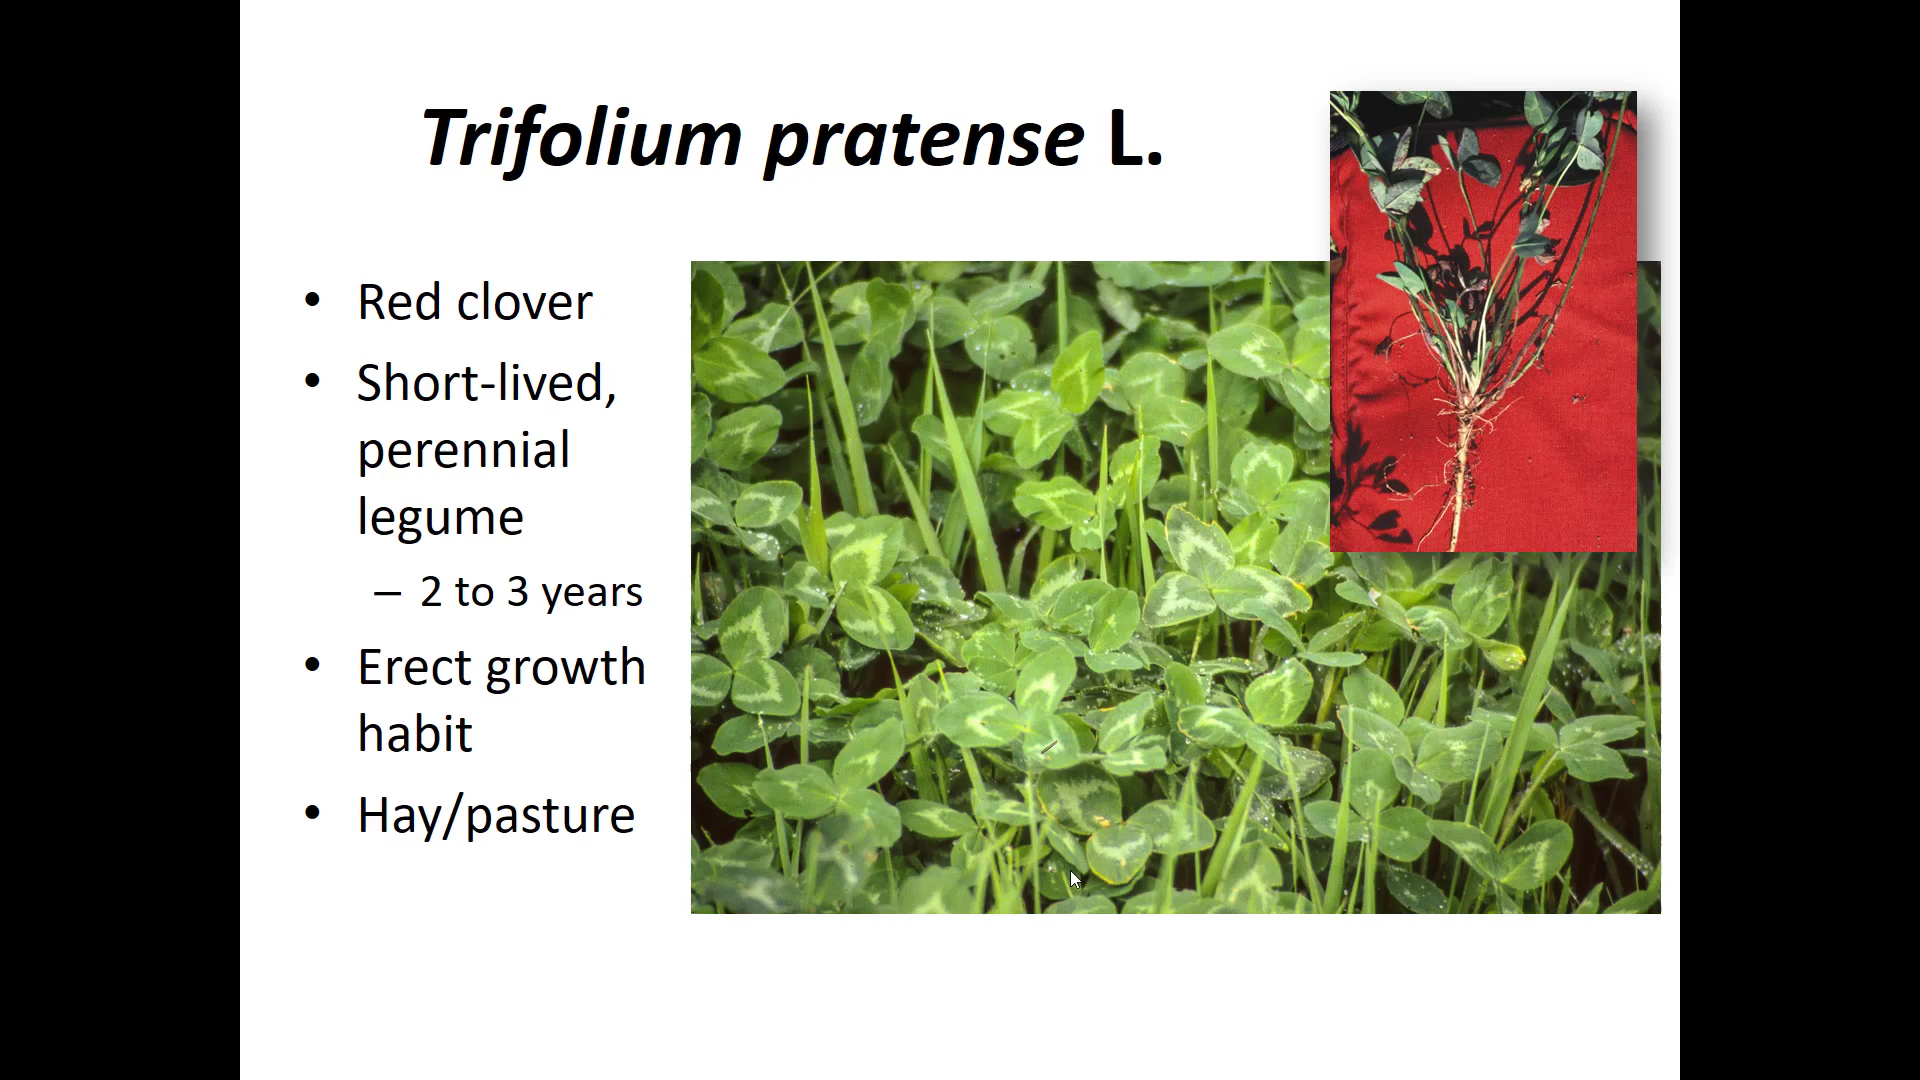 Trifolium pratense L.
• Red clover
• Short-lived,
perennial
legume
– 2 to 3 years
• Erect growth
habit
• Hay/pasture